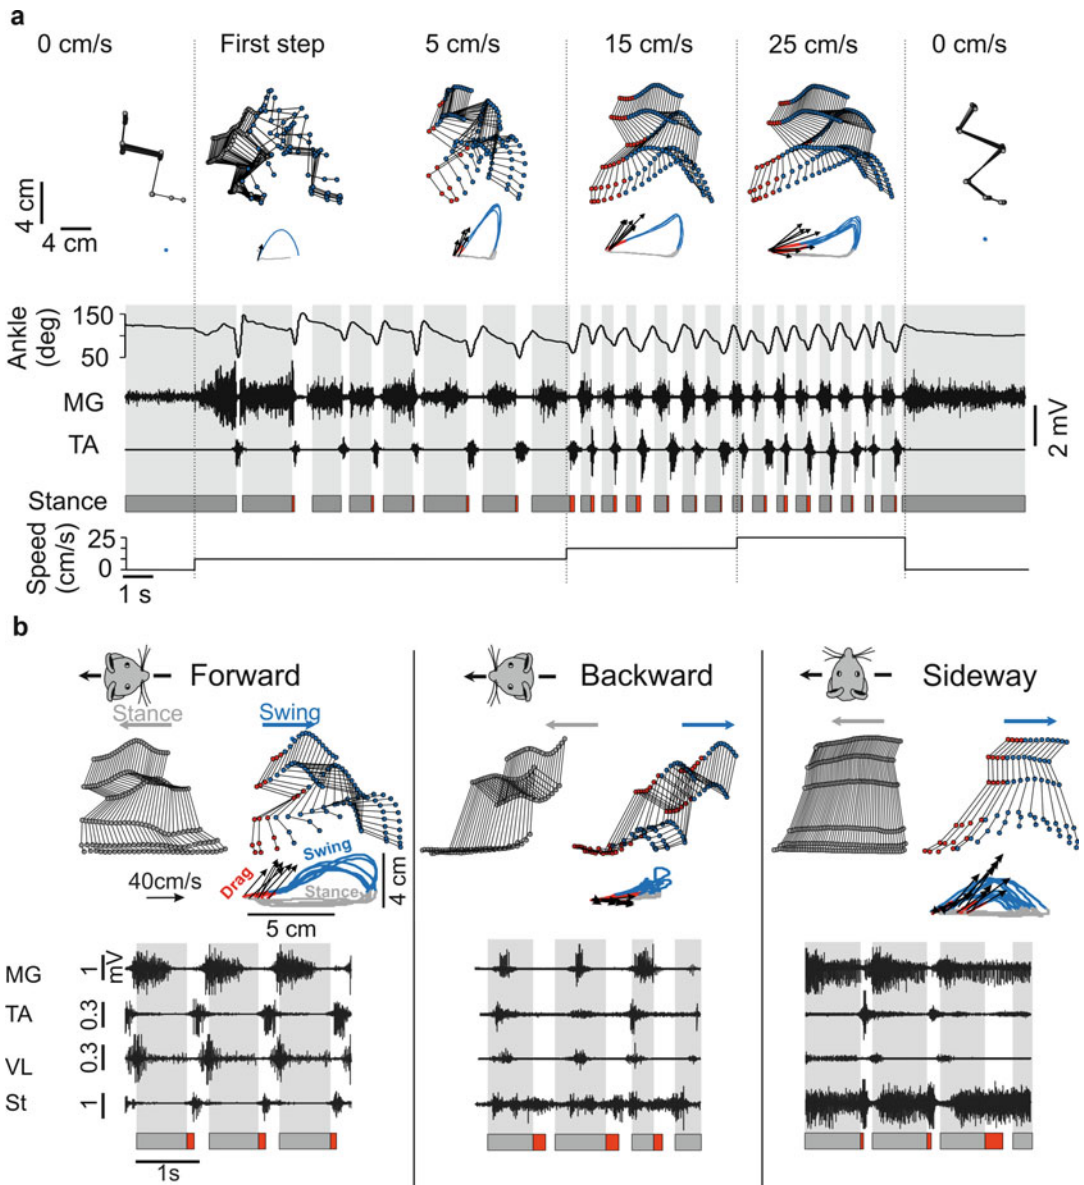 a
0 cm/s First step 5 cm/s 15 cm/s 25 cm/s 0 cm/s
4 cm
4 cm
Ankle (deg)
150
50
MG
TA
2 mV
Stance
Speed (cm/s)
25
0
1 s
b
Forward Backward Sideway
Stance Swing
Drag
Swing
Stance
40cm/s
4 cm
5 cm
MG 1 mV
TA 0.3
VL 0.3
St 1
1s